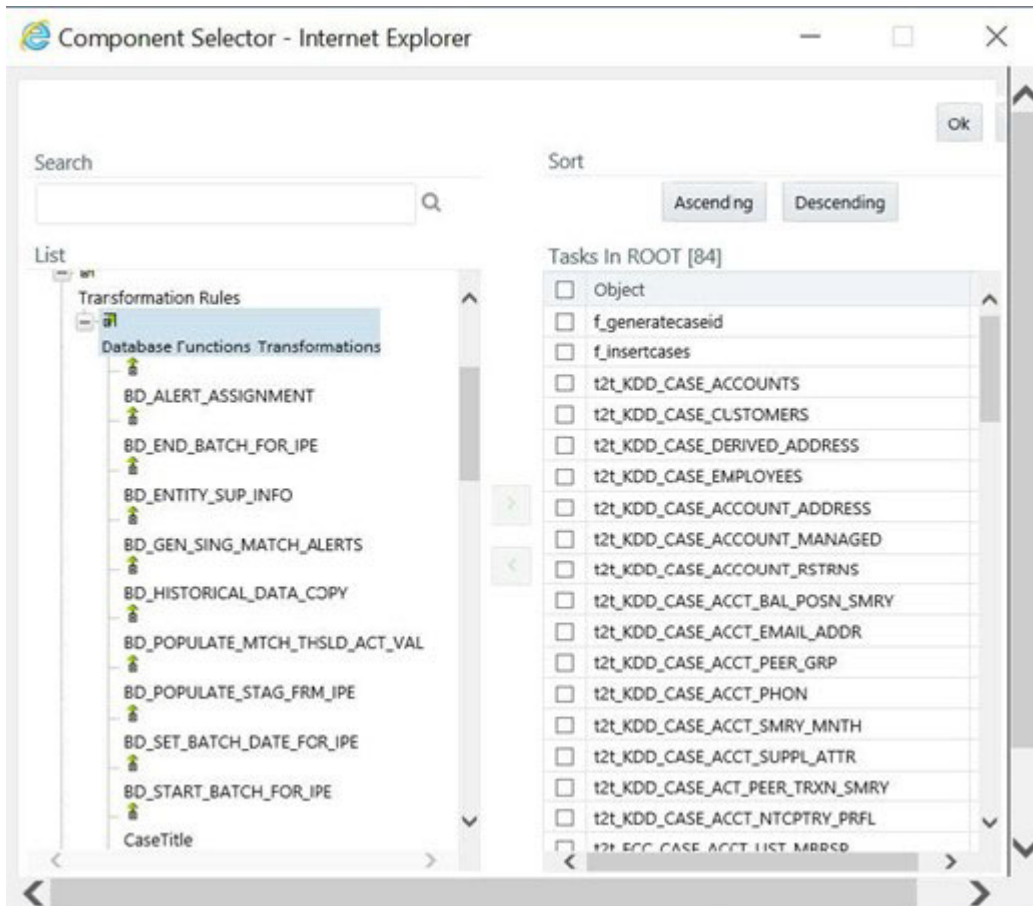 Component Selector - Internet Explorer
Ok
Search
Sort
Ascending
Descending
List
Tasks In ROOT [84]
Transformation Rules
Database Functions Transformations
BD_ALERT_ASSIGNMENT
BD_END_BATCH_FOR_IPE
BD_ENTITY_SUP_INFO
BD_GEN_SING_MATCH_ALERTS
BD_HISTORICAL_DATA_COPY
BD_POPULATE_MTCH_THSLD_ACT_VAL
BD_POPULATE_STAG_FRM_IPE
BD_SET_BATCH_DATE_FOR_IPE
BD_START_BATCH_FOR_IPE
CaseTitle
Object
f_generatecaseid
f_insertcases
t2t_KDD_CASE_ACCOUNTS
t2t_KDD_CASE_CUSTOMERS
t2t_KDD_CASE_DERIVED_ADDRESS
t2t_KDD_CASE_EMPLOYEES
t2t_KDD_CASE_ACCOUNT_ADDRESS
t2t_KDD_CASE_ACCOUNT_MANAGED
t2t_KDD_CASE_ACCOUNT_RSTRNS
t2t_KDD_CASE_ACCT_BAL_POSN_SMRY
t2t_KDD_CASE_ACCT_EMAIL_ADDR
t2t_KDD_CASE_ACCT_PEER_GRP
t2t_KDD_CASE_ACCT_PHON
t2t_KDD_CASE_ACCT_SMRY_MNTH
t2t_KDD_CASE_ACCT_SUPPL_ATTR
t2t_KDD_CASE_ACT_PEER_TRXN_SMRY
t2t_KDD_CASE_ACCT_NTCPTRY_PRFL
t2t_FCC_CASE_ACCT_LIST_MBRSP